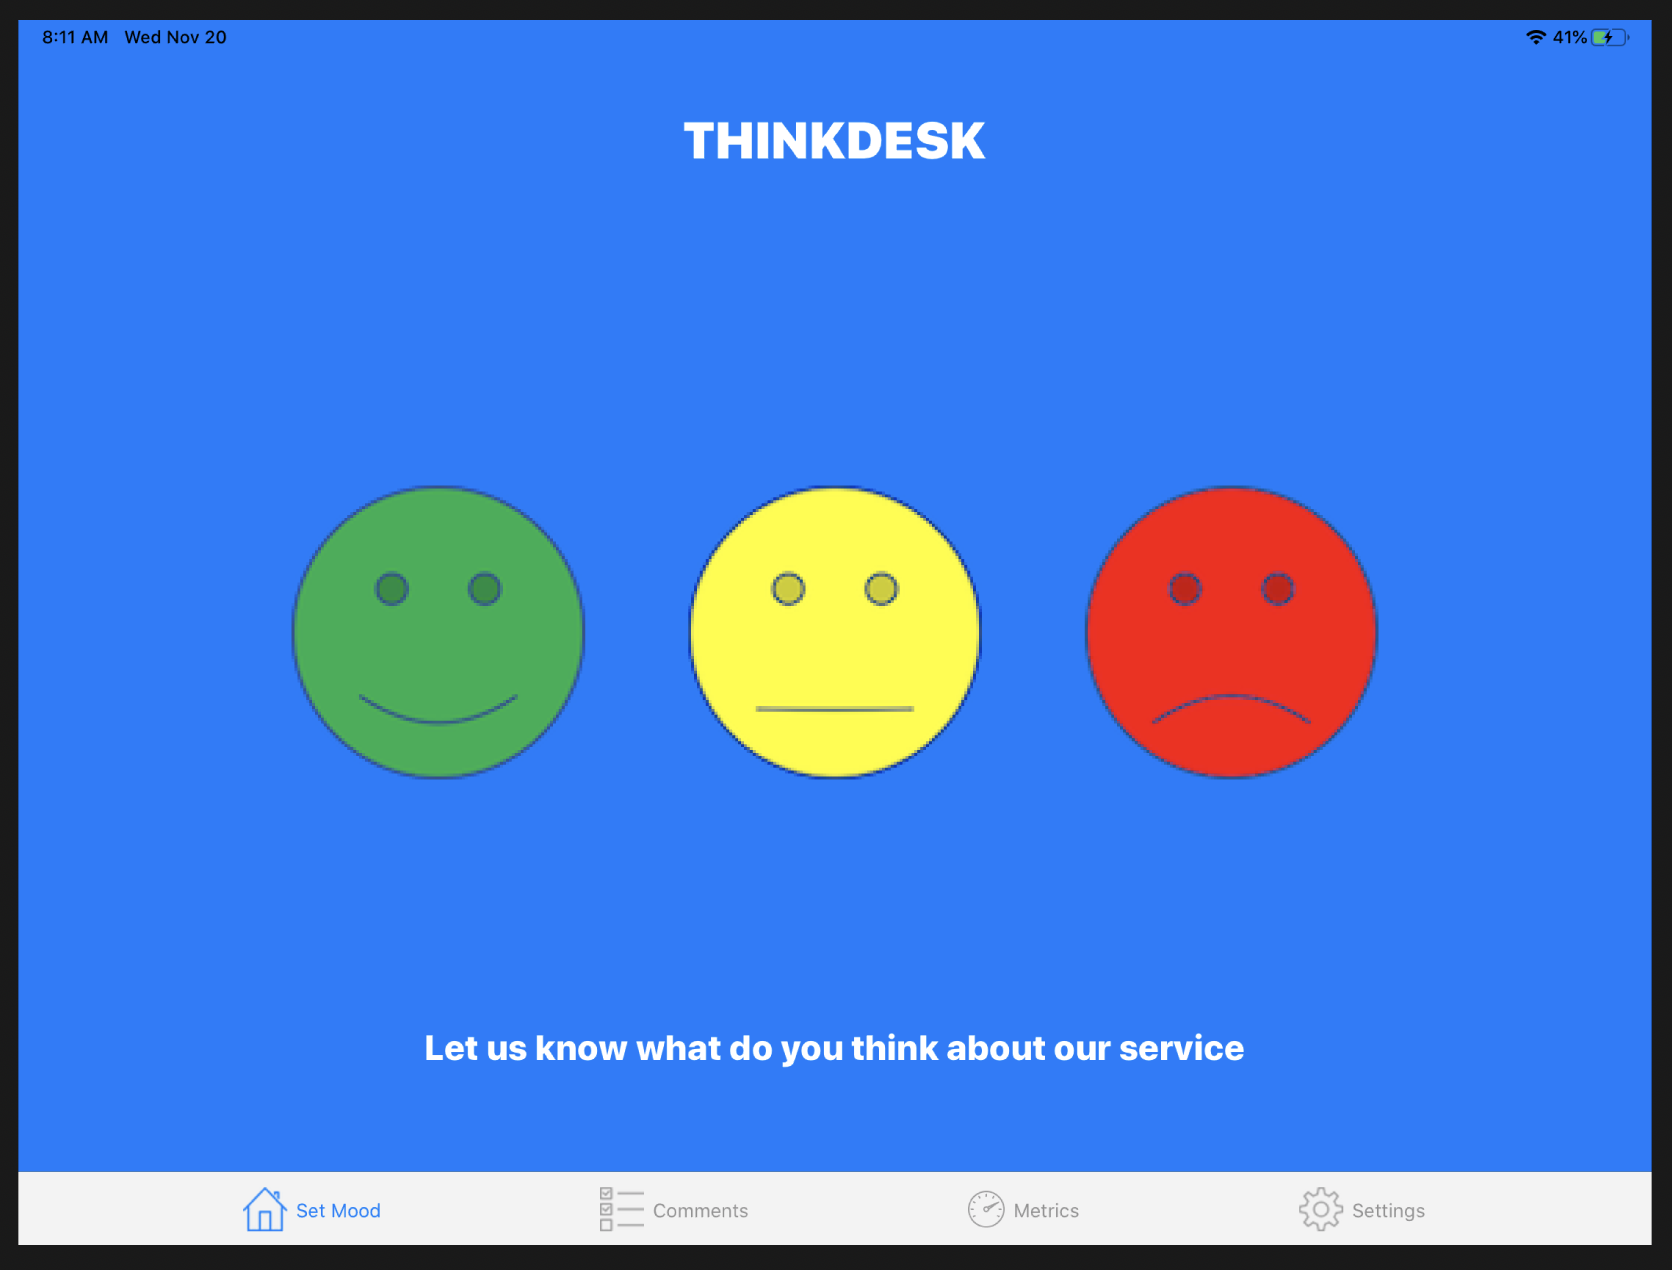 8:11 AM Wed Nov 20 41%
THINKDESK
Let us know what do you think about our service
Set Mood Comments Metrics Settings